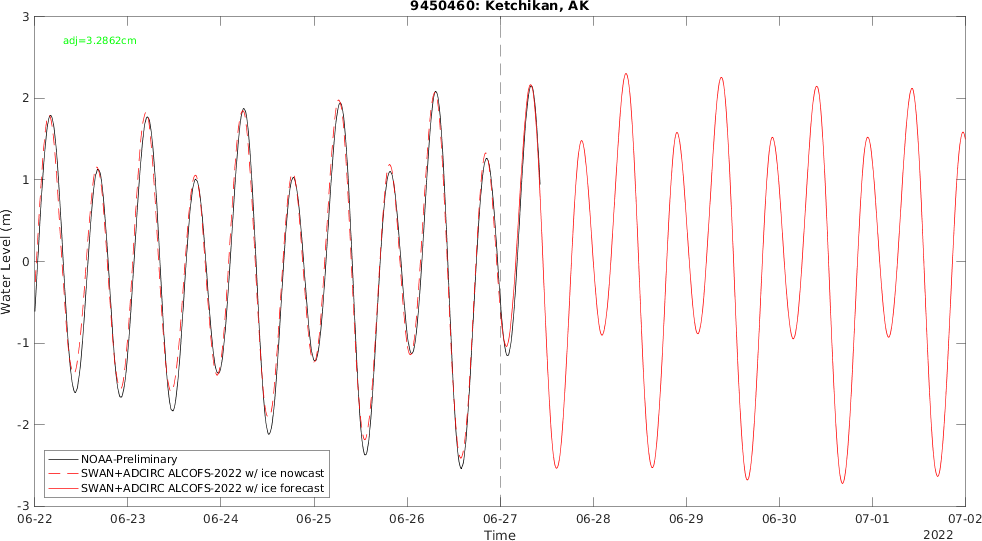 9450460: Ketchikan, AK
adj=3.2862cm
3
2
1
0
-1
-2
-3
Water Level (m)
NOAA-Preliminary
SWAN+ADCIRC ALCOFS-2022 w/ ice nowcast
SWAN+ADCIRC ALCOFS-2022 w/ ice forecast
06-22 06-23 06-24 06-25 06-26 06-27 06-28 06-29 06-30 07-01 07-02
Time
2022